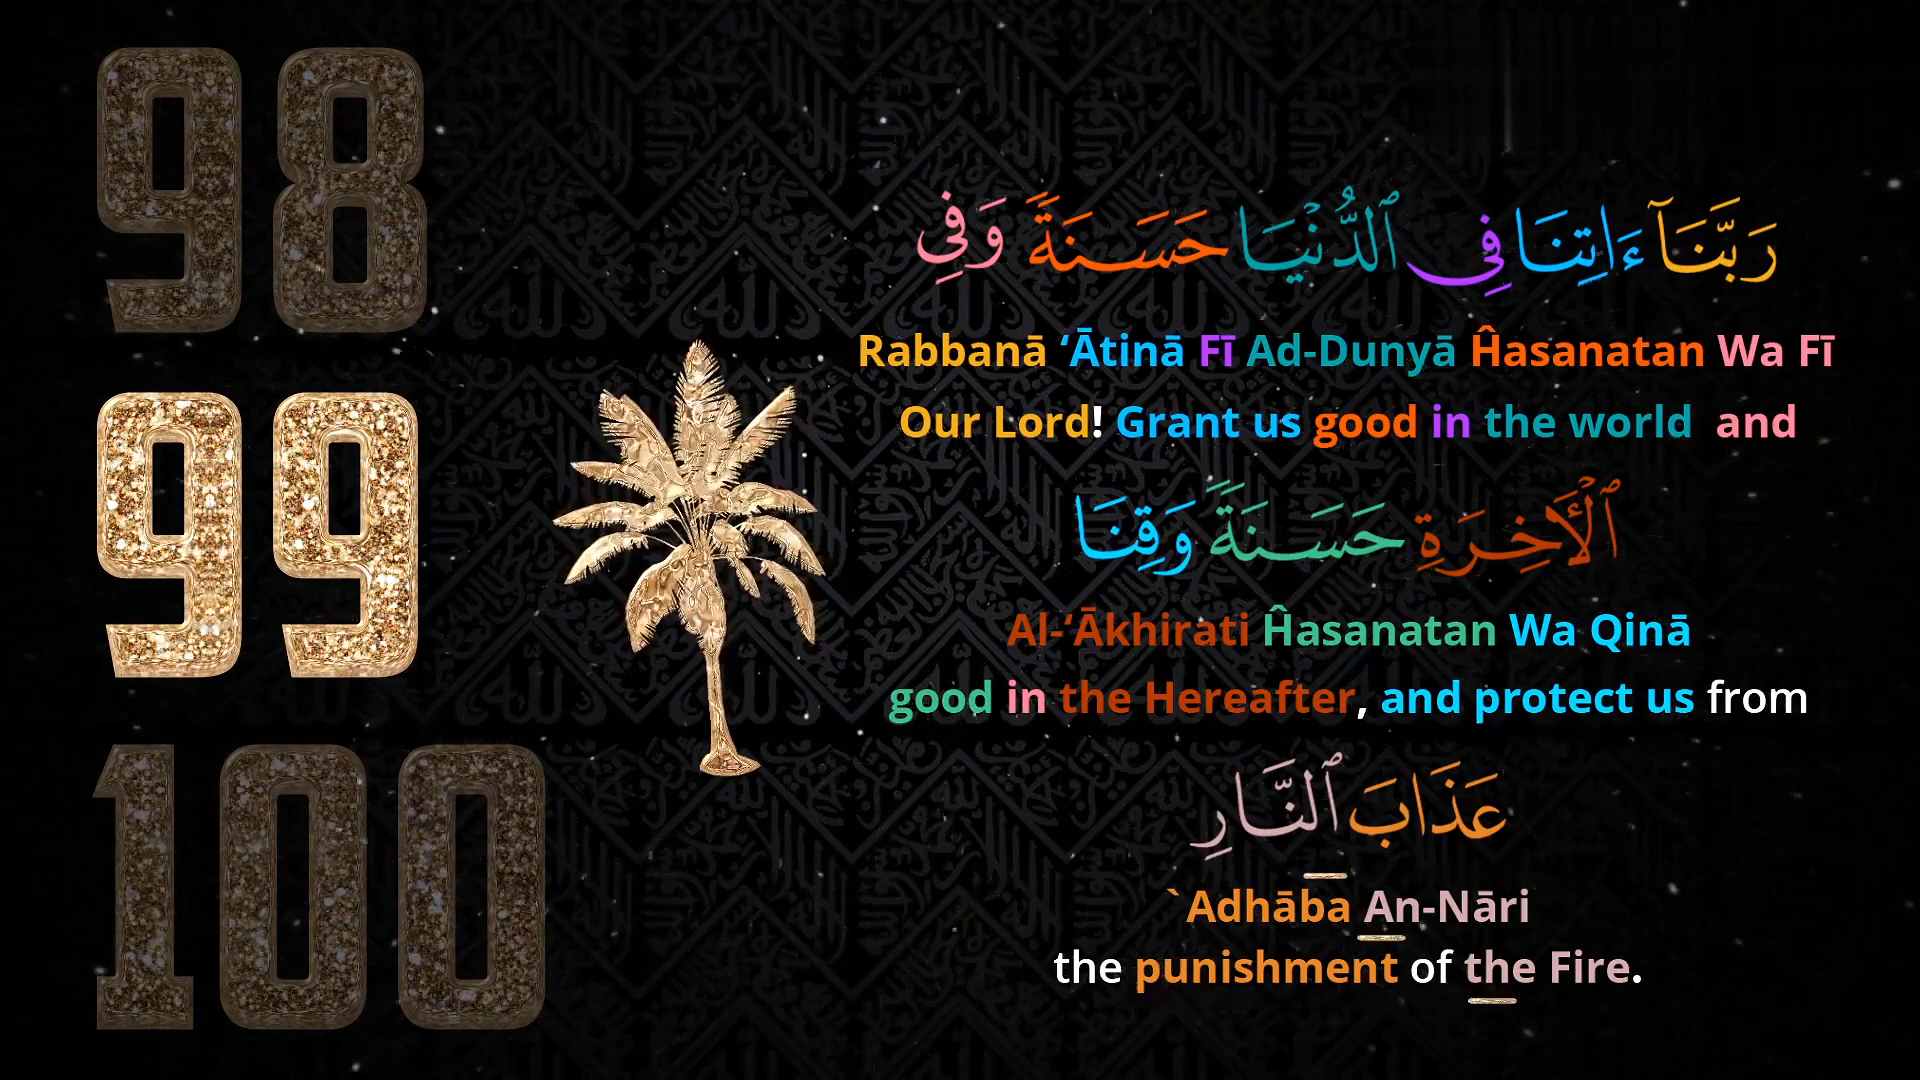 98
99
100
رَبَّنَآ ءَاتِنَا فِى ٱلدُّنْيَا حَسَنَةً وَفِى
Rabbanā ‘Ātinā Fī Ad-Dunyā Ĥasanatan Wa Fī
Our Lord! Grant us good in the world and
ٱلْأَخِرَةِ حَسَنَةً وَقِنَا
Al-‘Ākhirati Ĥasanatan Wa Qinā
good in the Hereafter, and protect us from
عَذَابَ ٱلنَّارِ
`Adhāba An-Nāri
the punishment of the Fire.